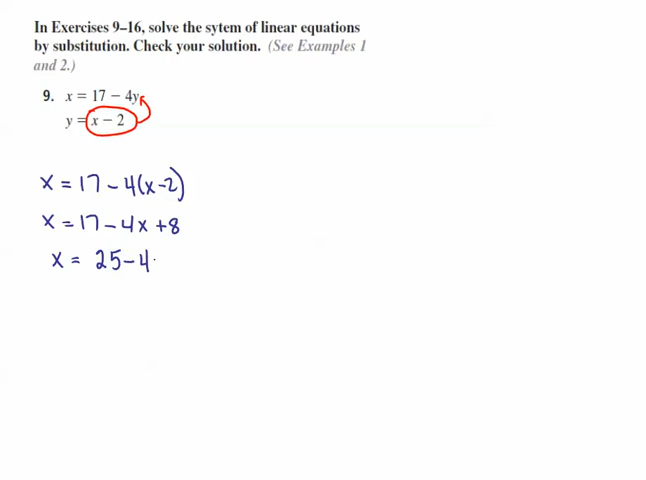 In Exercises 9–16, solve the sytem of linear equations
by substitution. Check your solution. (See Examples 1
and 2.)
9. x = 17 − 4y
y = x − 2
x = 17 − 4(x−2)
x = 17 − 4x + 8
x = 25 − 4